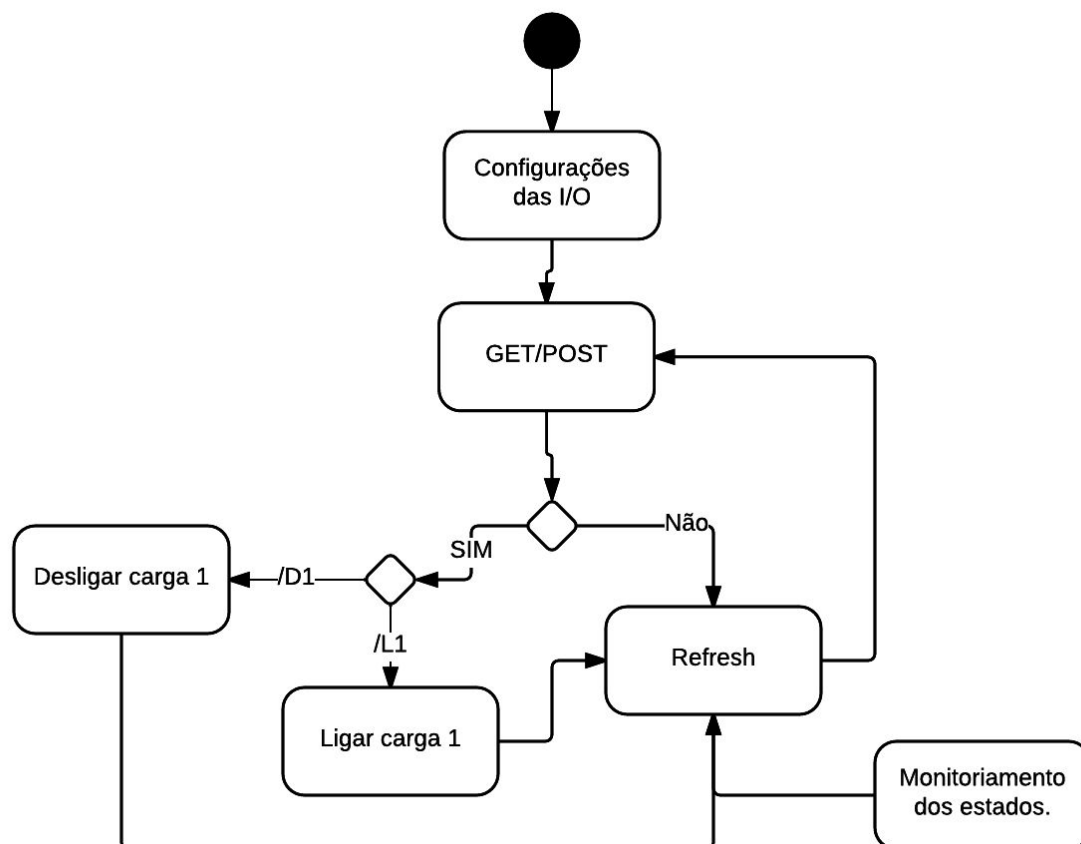 Configurações
das I/O
GET/POST
Não
SIM
Desligar carga 1
/D1
/L1
Refresh
Ligar carga 1
Monitoriamento
dos estados.